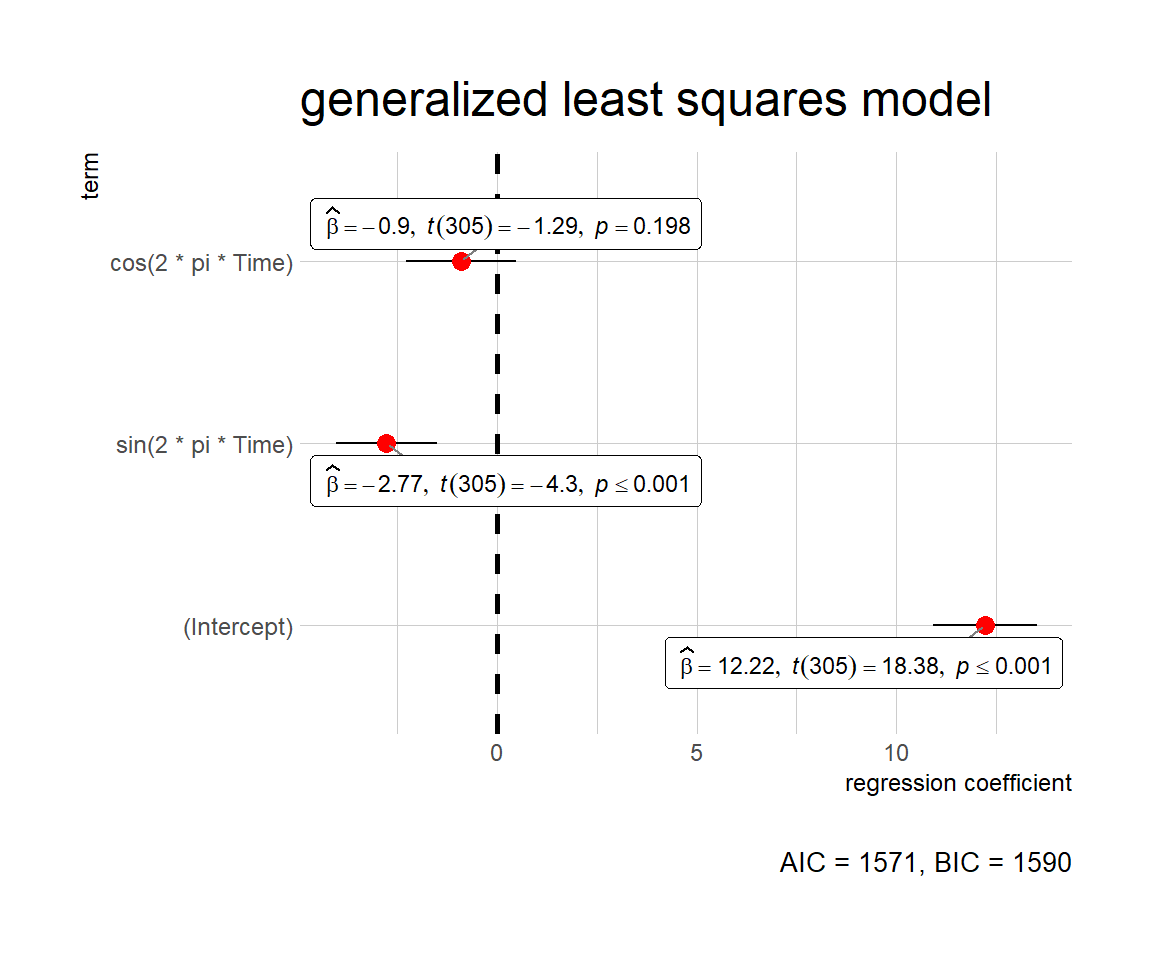 generalized least squares model
term
β̂ = −0.9, t(305) = −1.29, p = 0.198
cos(2 * pi * Time)
sin(2 * pi * Time)
β̂ = −2.77, t(305) = −4.3, p ≤ 0.001
(Intercept)
β̂ = 12.22, t(305) = 18.38, p ≤ 0.001
0 5 10
regression coefficient
AIC = 1571, BIC = 1590